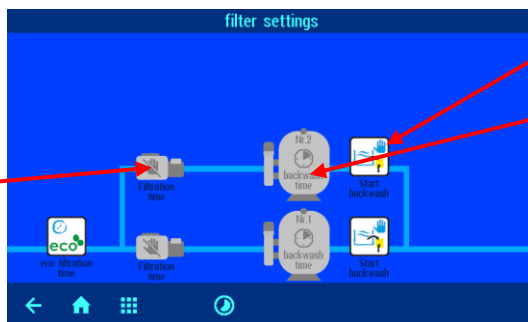 filter settings
Nr.2
backwash
time
Filtration
time
Start
backwash
Nr.1
backwash
time
eco
eco filtration
time
Filtration
time
Start
backwash